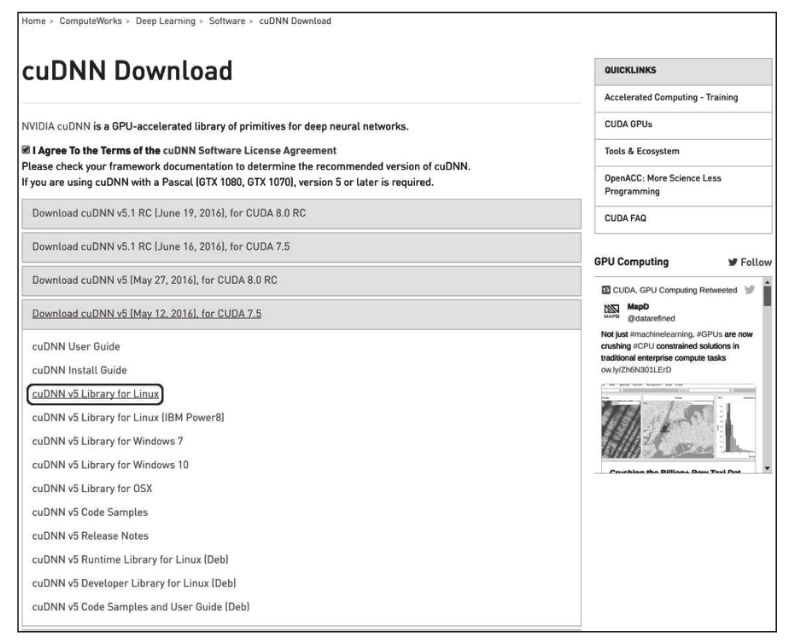 Home > ComputeWorks > Deep Learning > Software > cuDNN Download
cuDNN Download
NVIDIA cuDNN is a GPU-accelerated library of primitives for deep neural networks.
I Agree To the Terms of the cuDNN Software License Agreement
Please check your framework documentation to determine the recommended version of cuDNN.
If you are using cuDNN with a Pascal (GTX 1080, GTX 1070), version 5 or later is required.
Download cuDNN v5.1 RC (June 19, 2016), for CUDA 8.0 RC
Download cuDNN v5.1 RC (June 16, 2016), for CUDA 7.5
Download cuDNN v5 (May 27, 2016), for CUDA 8.0 RC
Download cuDNN v5 (May 12, 2016), for CUDA 7.5
cuDNN User Guide
cuDNN Install Guide
cuDNN v5 Library for Linux
cuDNN v5 Library for Linux (IBM Power8)
cuDNN v5 Library for Windows 7
cuDNN v5 Library for Windows 10
cuDNN v5 Library for OSX
cuDNN v5 Code Samples
cuDNN v5 Release Notes
cuDNN v5 Runtime Library for Linux (Deb)
cuDNN v5 Developer Library for Linux (Deb)
cuDNN v5 Code Samples and User Guide (Deb)
QUICKLINKS
Accelerated Computing - Training
CUDA GPUs
Tools & Ecosystem
OpenACC: More Science Less
Programming
CUDA FAQ
GPU Computing
Follow
CUDA, GPU Computing Retweeted
MapD
@datarefined
Not just #machinelearning, #GPUs are now
crushing #CPU constrained solutions in
traditional enterprise compute tasks
ow.ly/Zh6N301LErD
Crushing the Billion+ Row Taxi Dat